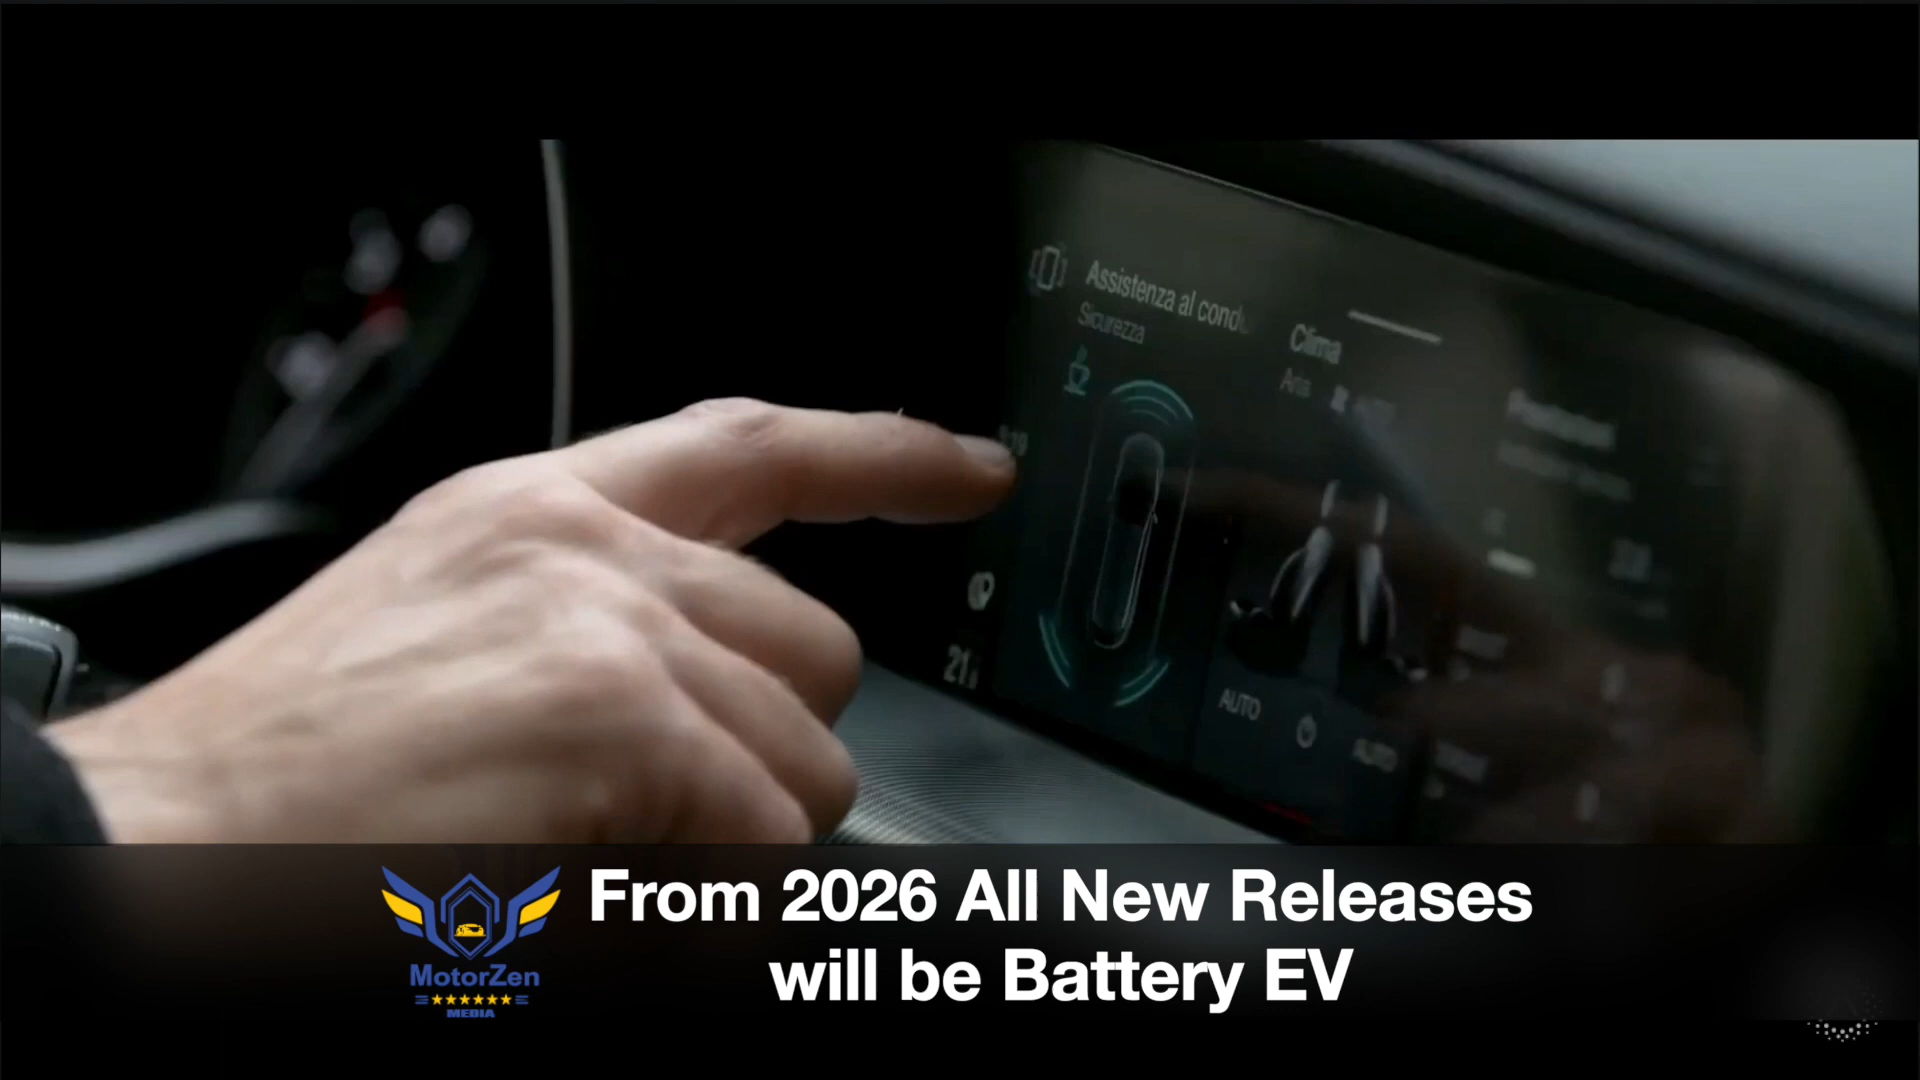 Assistenza al cond
Sicurezza
Clima
21
AUTO
AUTO
From 2026 All New Releases
will be Battery EV
MotorZen
MEDIA